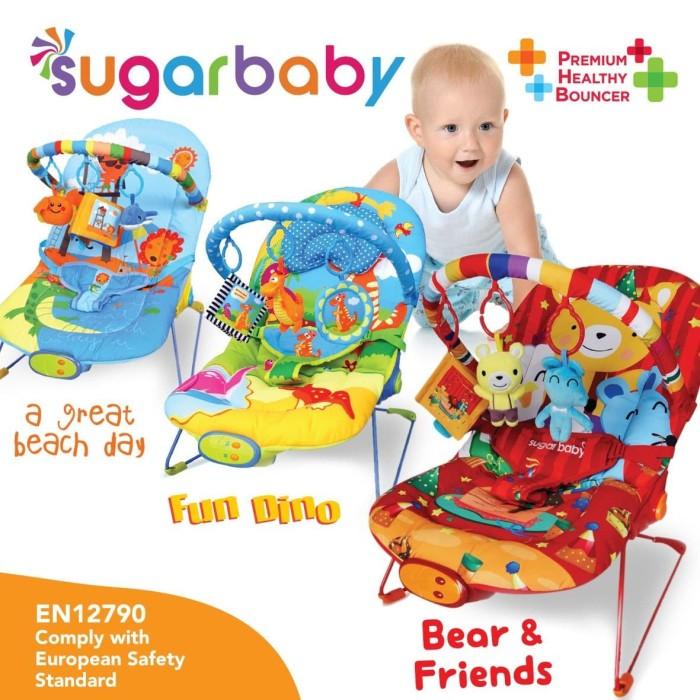 sugarbaby
PREMIUM
HEALTHY
BOUNCER
a great
beach day
Fun Dino
sugar baby
Bear &
Friends
EN12790
Comply with
European Safety
Standard